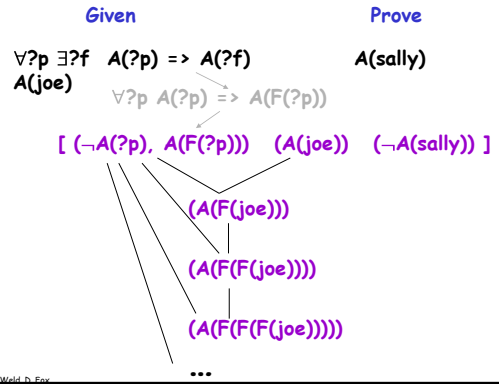 Given Prove
∀?p ∃?f A(?p) => A(?f) A(sally)
A(joe)
∀?p A(?p) => A(F(?p))
[ (¬A(?p), A(F(?p))) (A(joe)) (¬A(sally)) ]
(A(F(joe)))
(A(F(F(joe))))
(A(F(F(F(joe)))))
...
Weld, D. Fox